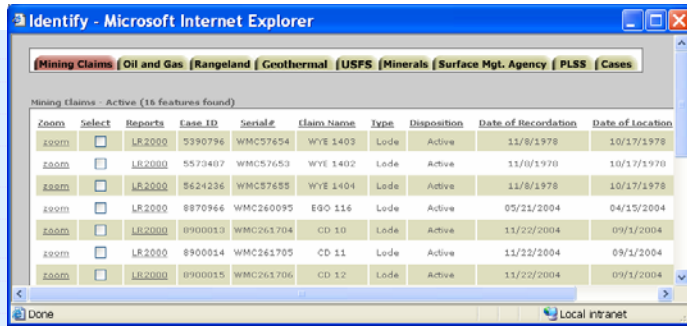 Identify - Microsoft Internet Explorer
Mining Claims Oil and Gas Rangeland Geothermal USFS Minerals Surface Mgt. Agency PLSS Cases
Mining Claims - Active (16 features found)
Zoom Select Reports Case ID Serial# Claim Name Type Disposition Date of Recordation Date of Location
zoom LR2000 5390796 WMC57654 WYE 1403 Lode Active 11/8/1978 10/17/1978
zoom LR2000 5573487 WMC57653 WYE 1402 Lode Active 11/8/1978 10/17/1978
zoom LR2000 5624236 WMC57655 WYE 1404 Lode Active 11/8/1978 10/17/1978
zoom LR2000 8870966 WMC260095 EGO 116 Lode Active 05/21/2004 04/15/2004
zoom LR2000 8900013 WMC261704 CD 10 Lode Active 11/22/2004 09/1/2004
zoom LR2000 8900014 WMC261705 CD 11 Lode Active 11/22/2004 09/1/2004
zoom LR2000 8900015 WMC261706 CD 12 Lode Active 11/22/2004 09/1/2004
Done Local intranet